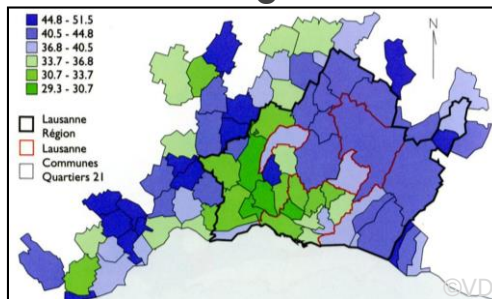 44.8 - 51.5
40.5 - 44.8
36.8 - 40.5
33.7 - 36.8
30.7 - 33.7
29.3 - 30.7
Lausanne
Région
Lausanne
Communes
Quartiers 21
N
©VD